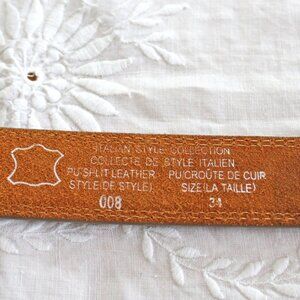 ITALIAN STYLE COLLECTION
COLLECTE DE STYLE ITALIEN
PU/SPLIT LEATHER PU/CROÛTE DE CUIR
STYLE(DE STYLE) SIZE(LA TAILLE)
008 34